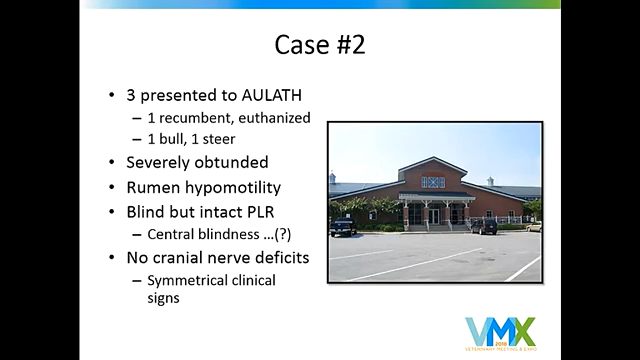 Case #2
• 3 presented to AULATH
– 1 recumbent, euthanized
– 1 bull, 1 steer
• Severely obtunded
• Rumen hypomotility
• Blind but intact PLR
– Central blindness ...(?)
• No cranial nerve deficits
– Symmetrical clinical
signs
VMX
2018
VETERINARY MEETING & EXPO